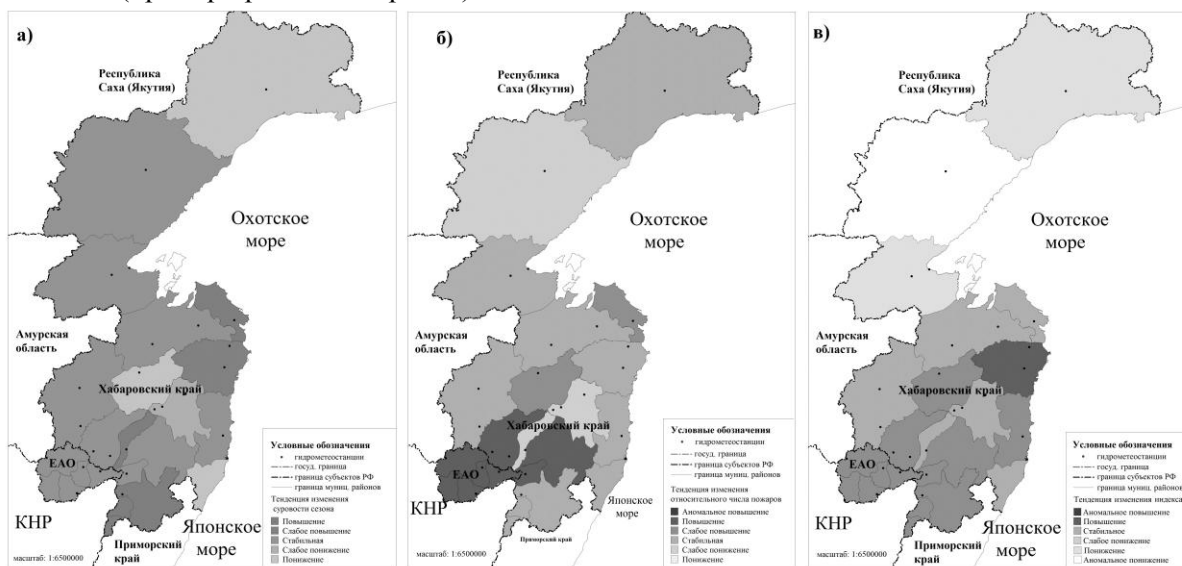 а)
Республика
Саха (Якутия)
Охотское
море
Амурская
область
Хабаровский край
ЕАО
КНР
Японское
море
Приморский
край
масштаб: 1:6500000
Условные обозначения
гидрометеостанции
госуд. граница
граница субъектов РФ
граница муниц. районов
Тенденция изменения
суровости сезона
Повышение
Слабое повышение
Стабильная
Слабое понижение
Понижение
б)
Республика
Саха (Якутия)
Охотское
море
Амурская
область
Хабаровский край
ЕАО
КНР
Японское
море
Приморский край
масштаб: 1:6500000
Условные обозначения
гидрометеостанции
госуд. граница
граница субъектов РФ
граница муниц. районов
Тенденция изменения
относительного числа пожаров
Аномальное повышение
Повышение
Слабое повышение
Стабильная
Слабое понижение
Понижение
в)
Республика
Саха (Якутия)
Охотское
море
Амурская
область
Хабаровский край
ЕАО
КНР
Японское
море
Приморский
край
масштаб: 1:6500000
Условные обозначения
гидрометеостанции
госуд. граница
граница субъектов РФ
граница муниц. районов
Тенденция изменения индекса
Аномальное повышение
Повышение
Стабильное
Слабое понижение
Понижение
Аномальное понижение